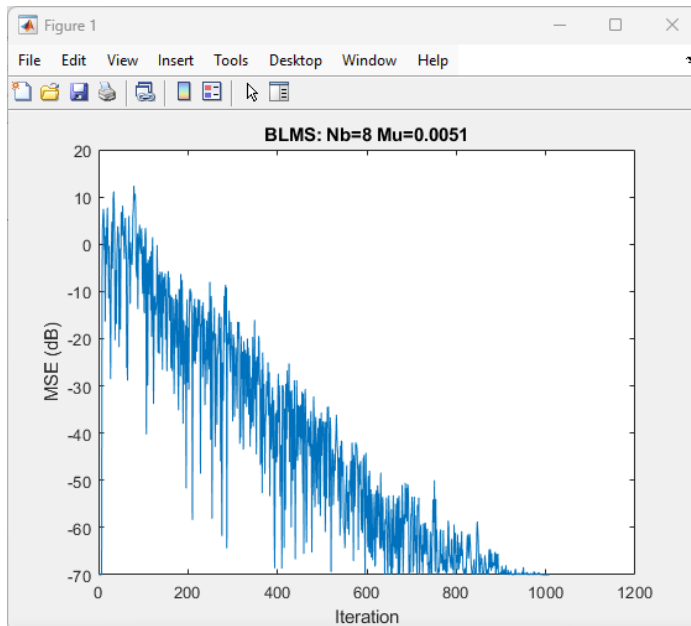 Figure 1
File Edit View Insert Tools Desktop Window Help
BLMS: Nb=8 Mu=0.0051
20
10
0
-10
-20
-30
-40
-50
-60
-70
MSE (dB)
0 200 400 600 800 1000 1200
Iteration